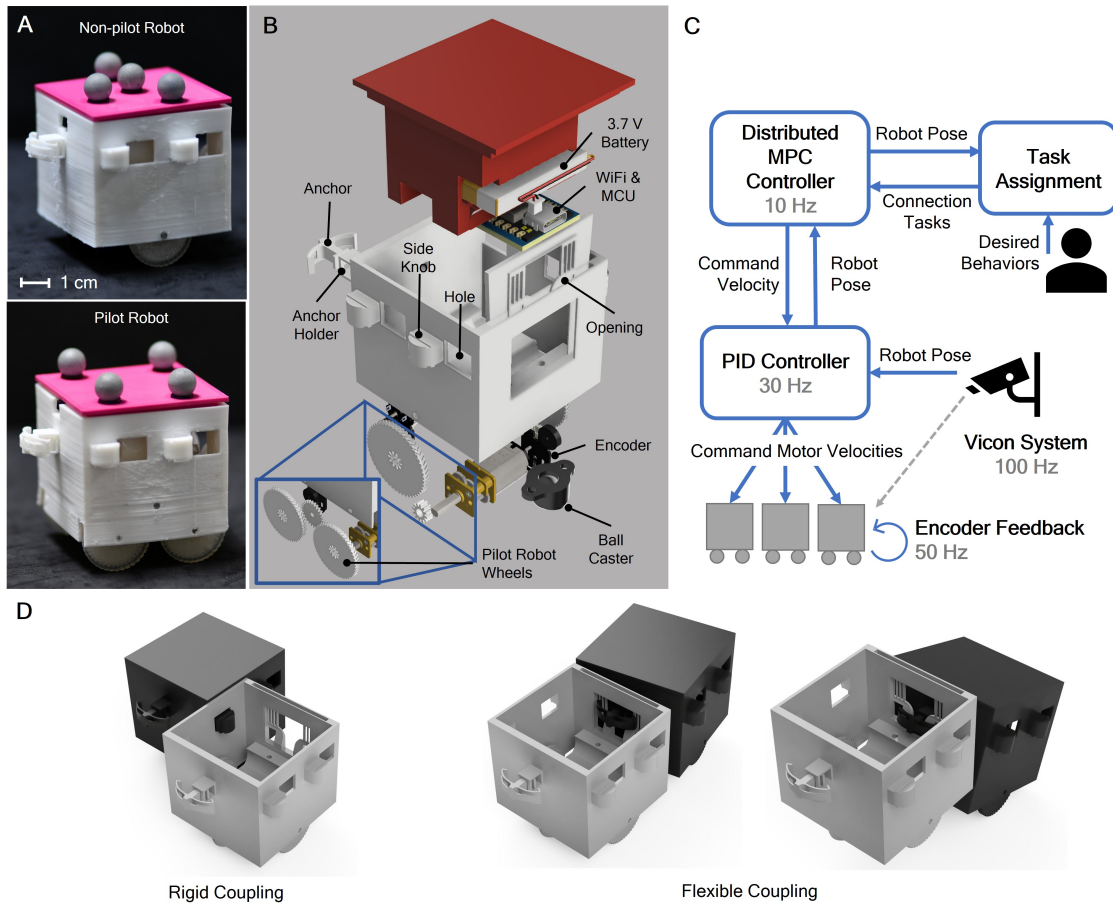 A
Non-pilot Robot
1 cm
Pilot Robot
B
3.7 V
Battery
WiFi &
MCU
Anchor
Side
Knob
Hole
Anchor
Holder
Opening
Encoder
Ball
Caster
Pilot Robot
Wheels
C
Distributed
MPC
Controller
10 Hz
Robot Pose
Task
Assignment
Connection
Tasks
Desired
Behaviors
Command
Velocity
Robot
Pose
PID Controller
30 Hz
Robot Pose
Vicon System
100 Hz
Command Motor Velocities
Encoder Feedback
50 Hz
D
Rigid Coupling
Flexible Coupling